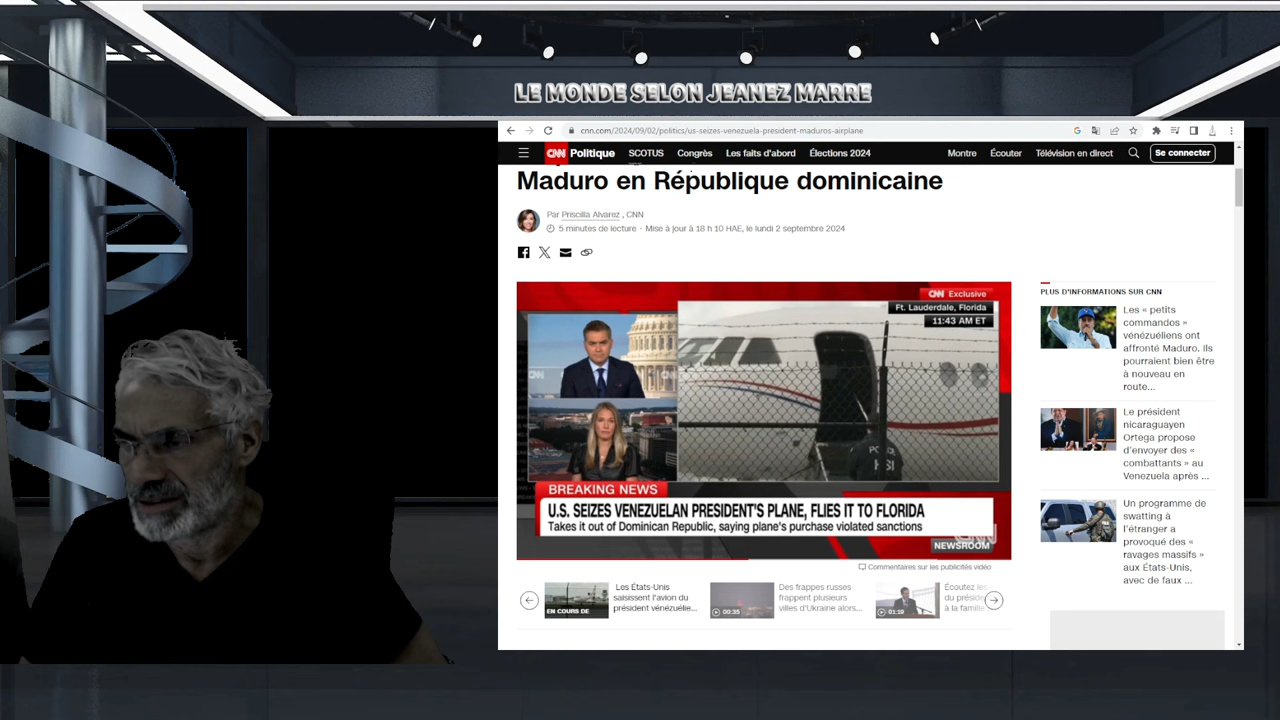 LE MONDE SELON JEANEZ MARRE
cnn.com/2024/09/02/politics/us-seizes-venezuela-president-maduros-airplane
CNN Politique SCOTUS Congrès Les faits d'abord Élections 2024 Montre Écouter Télévision en direct Se connecter
Maduro en République dominicaine
Par Priscilla Alvarez , CNN
5 minutes de lecture · Mise à jour à 18 h 10 HAE, le lundi 2 septembre 2024
CNN Exclusive
Ft. Lauderdale, Florida
11:43 AM ET
POLICE
HSI
BREAKING NEWS
U.S. SEIZES VENEZUELAN PRESIDENT'S PLANE, FLIES IT TO FLORIDA
Takes it out of Dominican Republic, saying plane's purchase violated sanctions
CNN
NEWSROOM
Commentaires sur les publicités vidéo
EN COURS DE
Les États-Unis
saisissent l'avion du
président vénézuélie...
00:35
Des frappes russes
frappent plusieurs
villes d'Ukraine alors...
01:19
Écoutez les
du préside
à la famille
PLUS D'INFORMATIONS SUR CNN
Les « petits
commandos »
vénézuéliens ont
affronté Maduro. Ils
pourraient bien être
à nouveau en
route...
Le président
nicaraguayen
Ortega propose
d'envoyer des «
combattants » au
Venezuela après ...
Un programme de
swatting à
l'étranger a
provoqué des «
ravages massifs »
aux États-Unis,
avec de faux ...